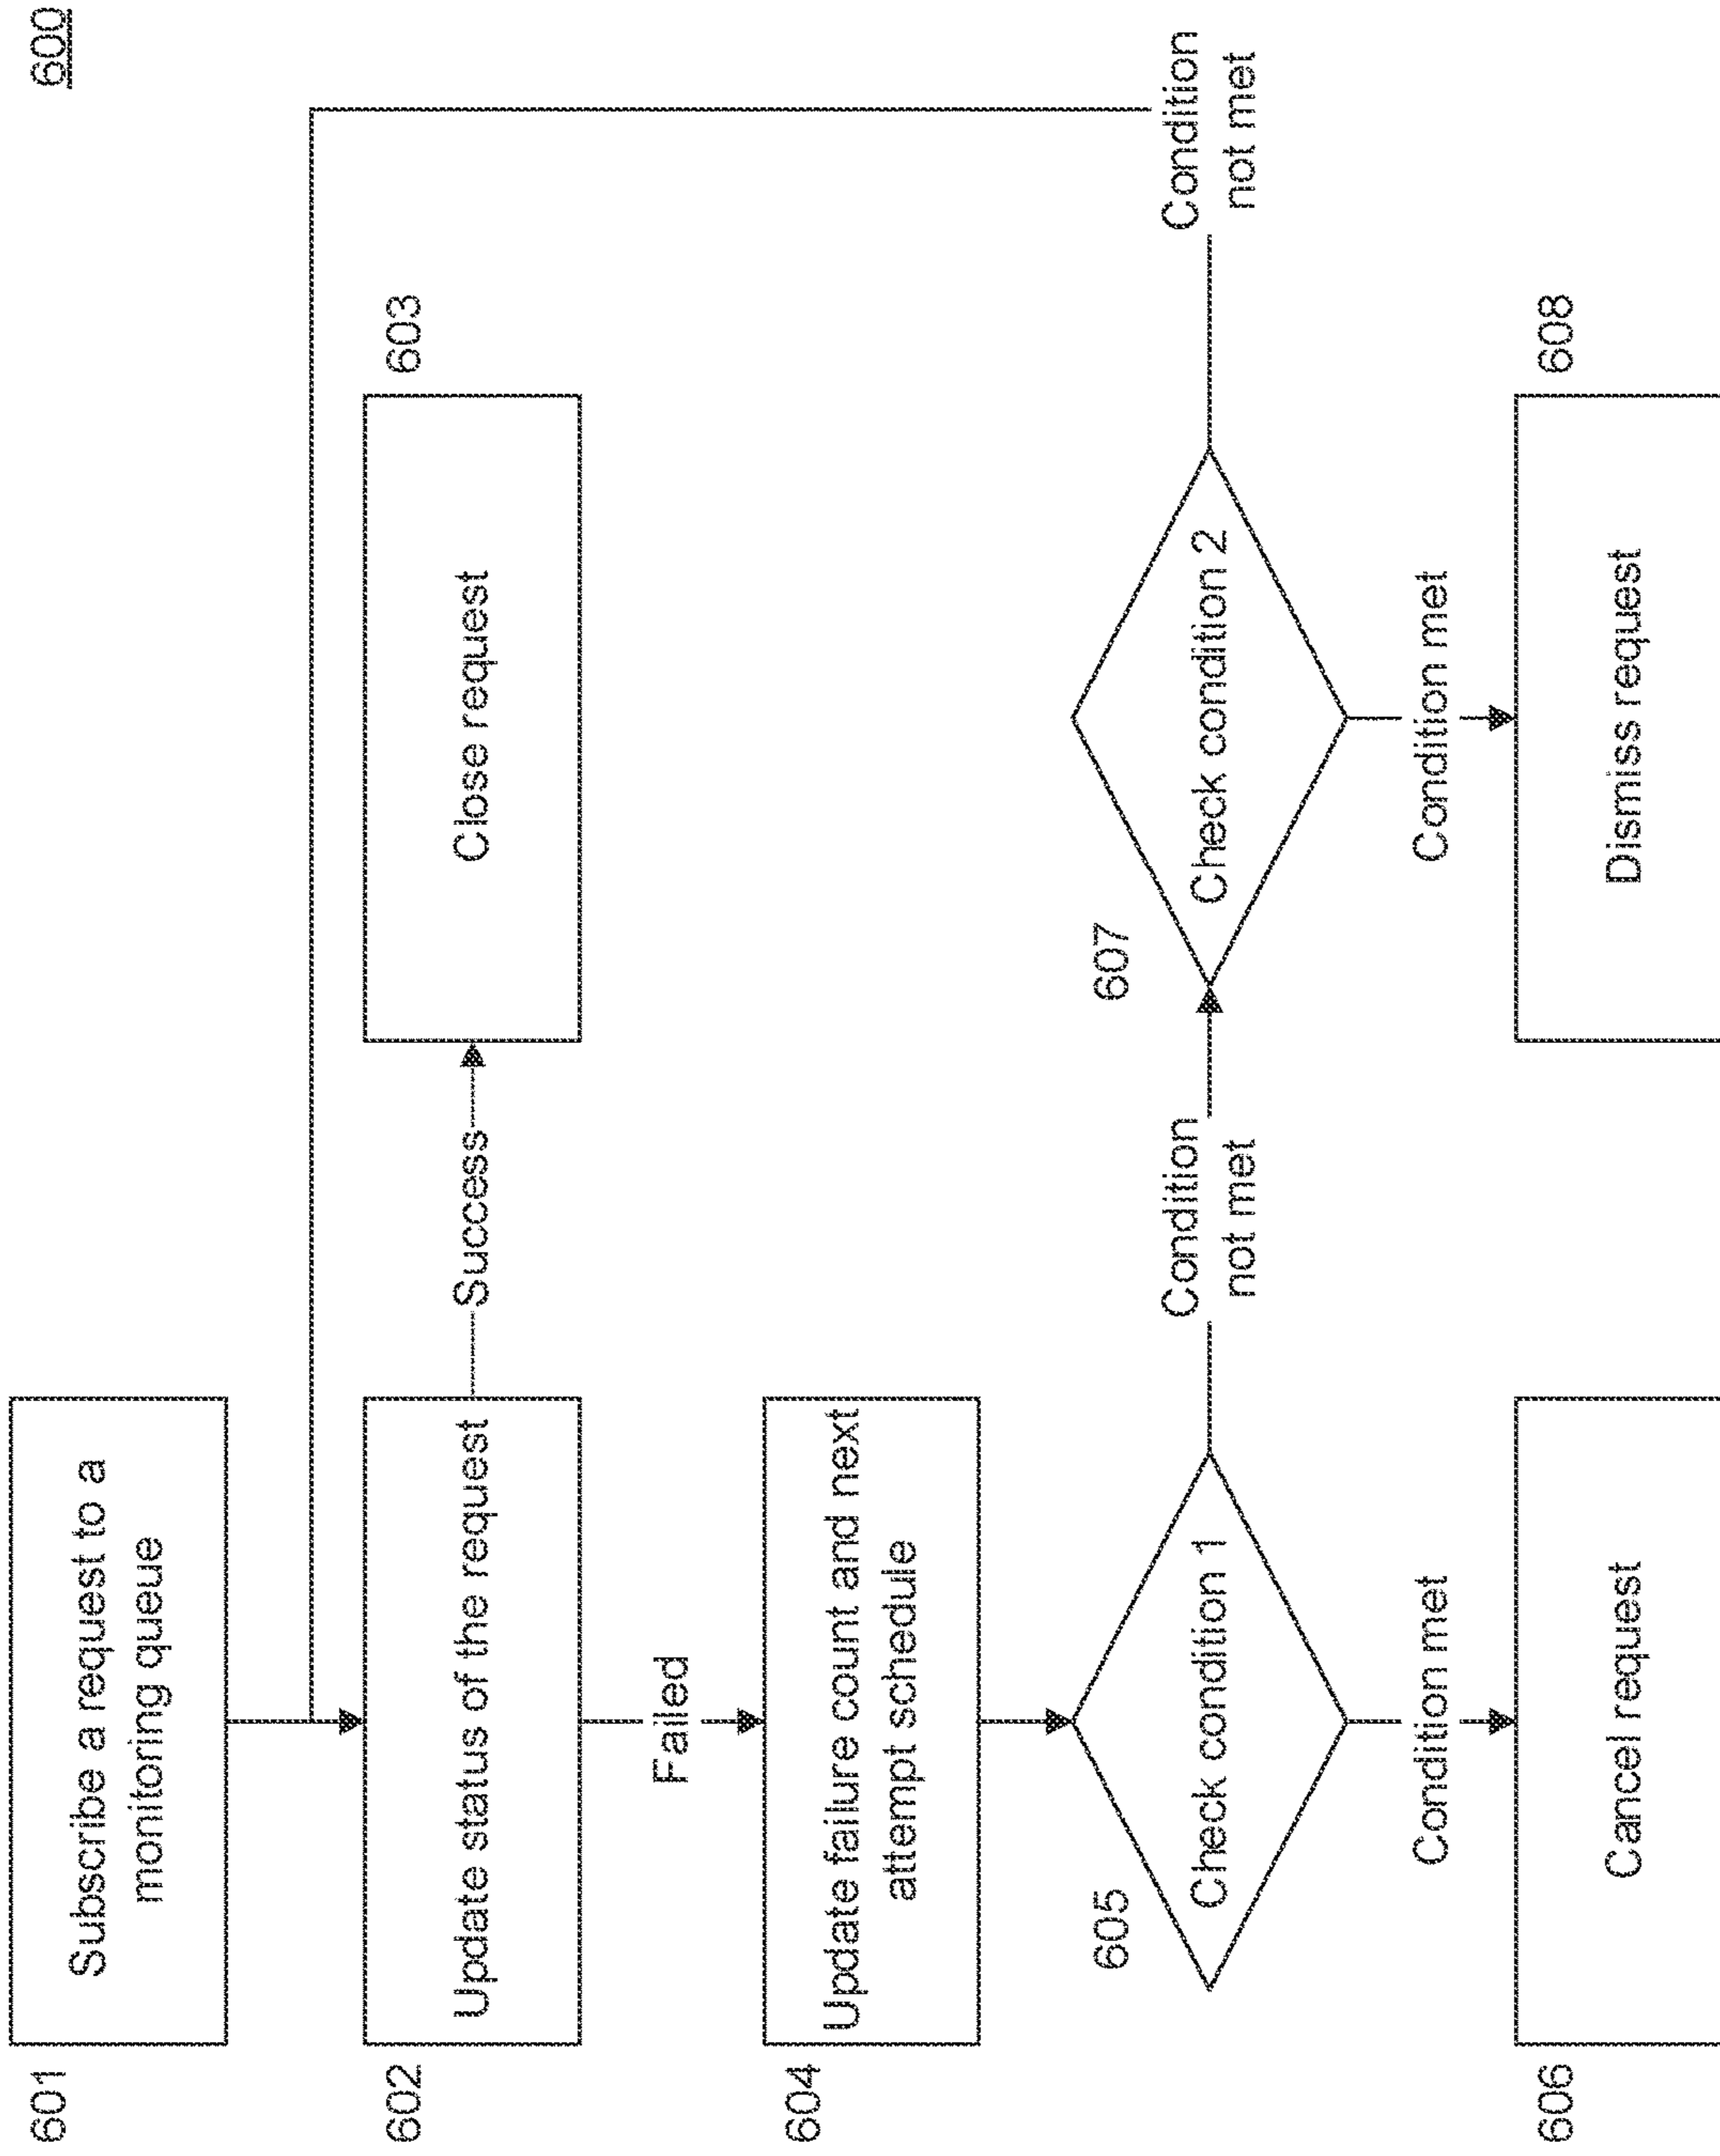 600
601
Subscribe a request to a
monitoring queue
602
Update status of the request
Success
603
Close request
Failed
604
Update failure count and next
attempt schedule
605
Check condition 1
Condition
not met
607
Check condition 2
Condition
not met
Condition met
Condition met
606
Cancel request
608
Dismiss request